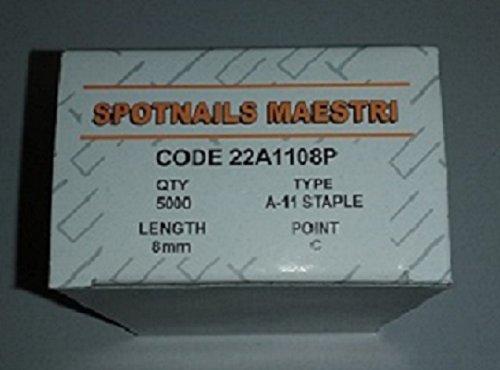 SPOTNAILS MAESTRI
CODE 22A1108P
QTY TYPE
5000 A-11 STAPLE
LENGTH POINT
8mm C